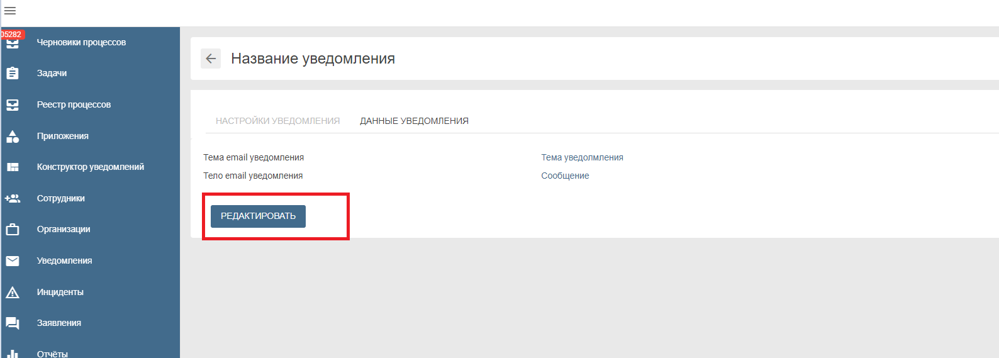 05282
Черновики процессов
Задачи
Реестр процессов
Приложения
Конструктор уведомлений
Сотрудники
Организации
Уведомления
Инциденты
Заявления
Отчёты
Название уведомления
НАСТРОЙКИ УВЕДОМЛЕНИЯ ДАННЫЕ УВЕДОМЛЕНИЯ
Тема email уведомления Тема уведолмления
Тело email уведомления Сообщение
РЕДАКТИРОВАТЬ